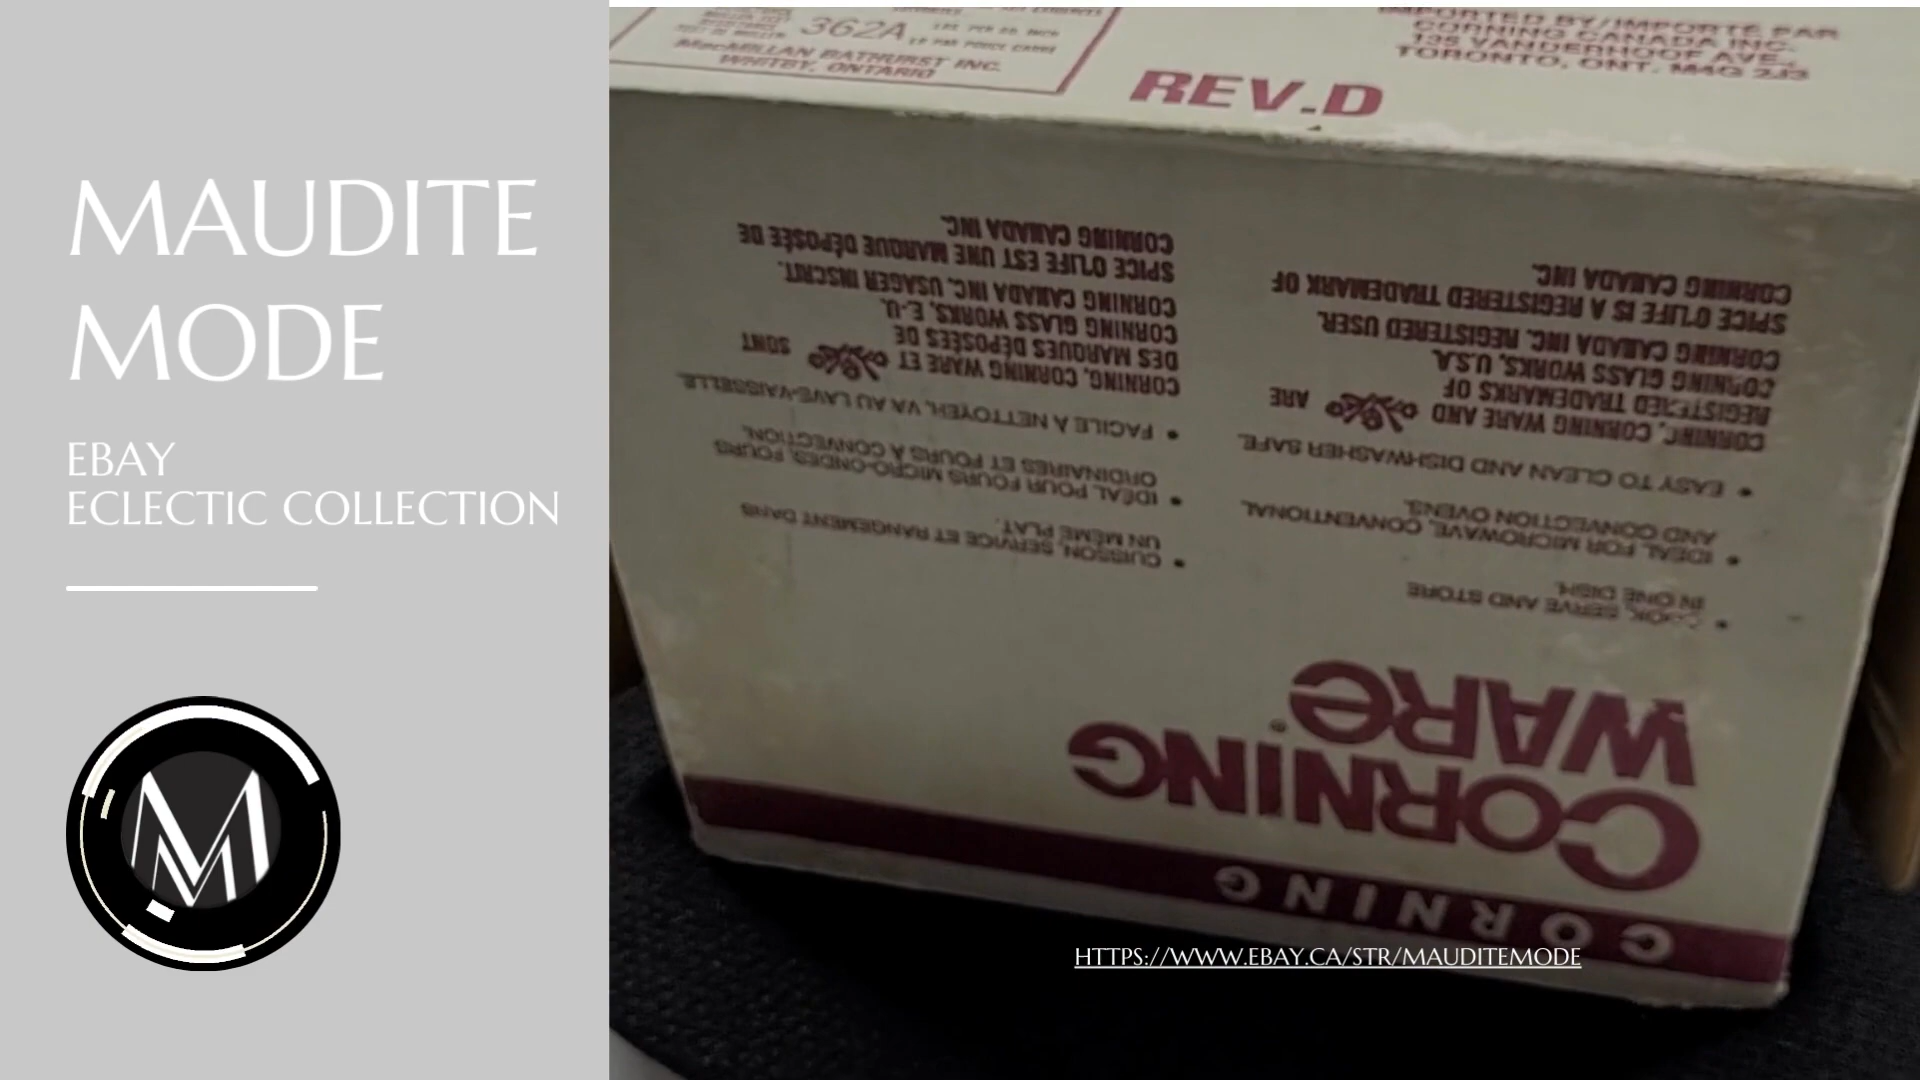 MAUDITE
MODE
EBAY
ECLECTIC COLLECTION
M
362A
MACMILLAN BATHURST INC.
WHITBY, ONTARIO
IMPORTED BY/IMPORTÉ PAR
CORNING CANADA INC.
135 VANDERHOOF AVE.,
TORONTO, ONT. M4G 2J3
REV.D
CORNING
CORNING
WARE
• COOK, SERVE AND STORE
IN ONE DISH.
• IDEAL FOR MICROWAVE, CONVENTIONAL,
AND CONVECTION OVENS.
• EASY TO CLEAN AND DISHWASHER SAFE.
CORNING, CORNING WARE AND ARE
REGISTERED TRADEMARKS OF
CORNING GLASS WORKS, U.S.A.
CORNING CANADA INC. REGISTERED USER.
SPICE O'LIFE IS A REGISTERED TRADEMARK OF
CORNING CANADA INC.
• CUISSON, SERVICE ET RANGEMENT DANS
UN MÊME PLAT.
• IDÉAL POUR FOURS MICRO-ONDES, FOURS
ORDINAIRES ET FOURS À CONVECTION.
• FACILE À NETTOYER, VA AU LAVE-VAISSELLE.
CORNING, CORNING WARE ET SONT
DES MARQUES DÉPOSÉES DE
CORNING GLASS WORKS, E.-U.
CORNING CANADA INC. USAGER INSCRIT.
SPICE O'LIFE EST UNE MARQUE DÉPOSÉE DE
CORNING CANADA INC.
HTTPS://WWW.EBAY.CA/STR/MAUDITEMODE